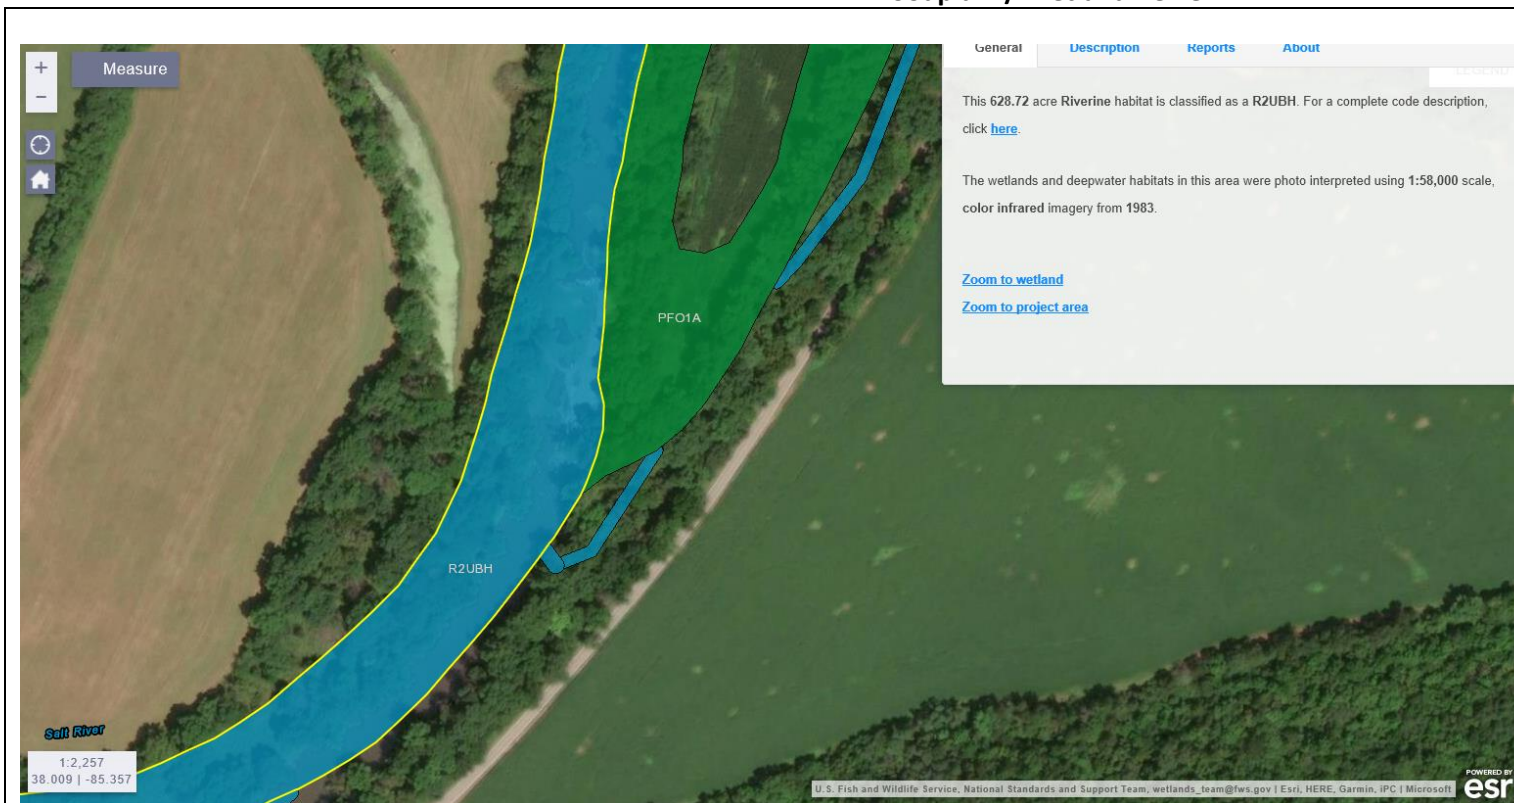 +
Measure
−
General Description Reports About
LEGEND
This 628.72 acre Riverine habitat is classified as a R2UBH. For a complete code description,
click here.
The wetlands and deepwater habitats in this area were photo interpreted using 1:58,000 scale,
color infrared imagery from 1983.
Zoom to wetland
Zoom to project area
PFO1A
R2UBH
Salt River
1:2,257
38.009 | -85.357
U.S. Fish and Wildlife Service, National Standards and Support Team, wetlands_team@fws.gov | Esri, HERE, Garmin, iPC | Microsoft
POWERED BY
esri